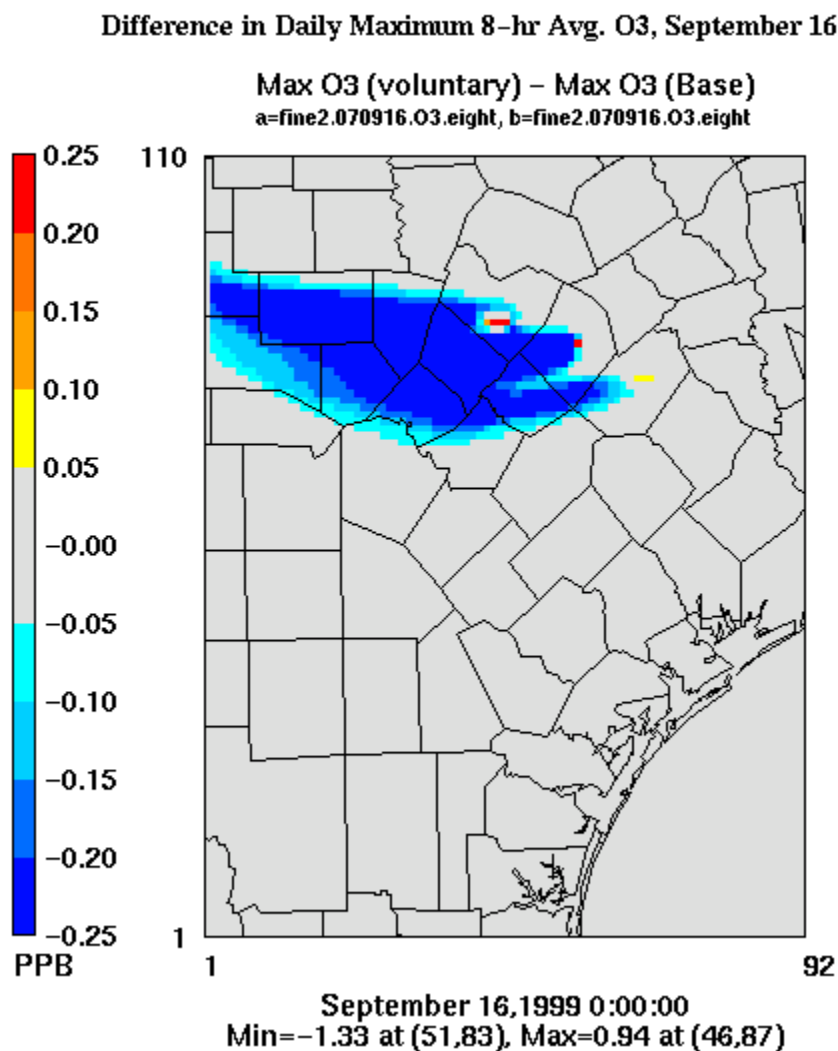 Difference in Daily Maximum 8-hr Avg. O3, September 16
Max O3 (voluntary) - Max O3 (Base)
a=fine2.070916.O3.eight, b=fine2.070916.O3.eight
0.25
0.20
0.15
0.10
0.05
-0.00
-0.05
-0.10
-0.15
-0.20
-0.25
PPB
110
1
1
92
September 16,1999 0:00:00
Min=-1.33 at (51,83), Max=0.94 at (46,87)